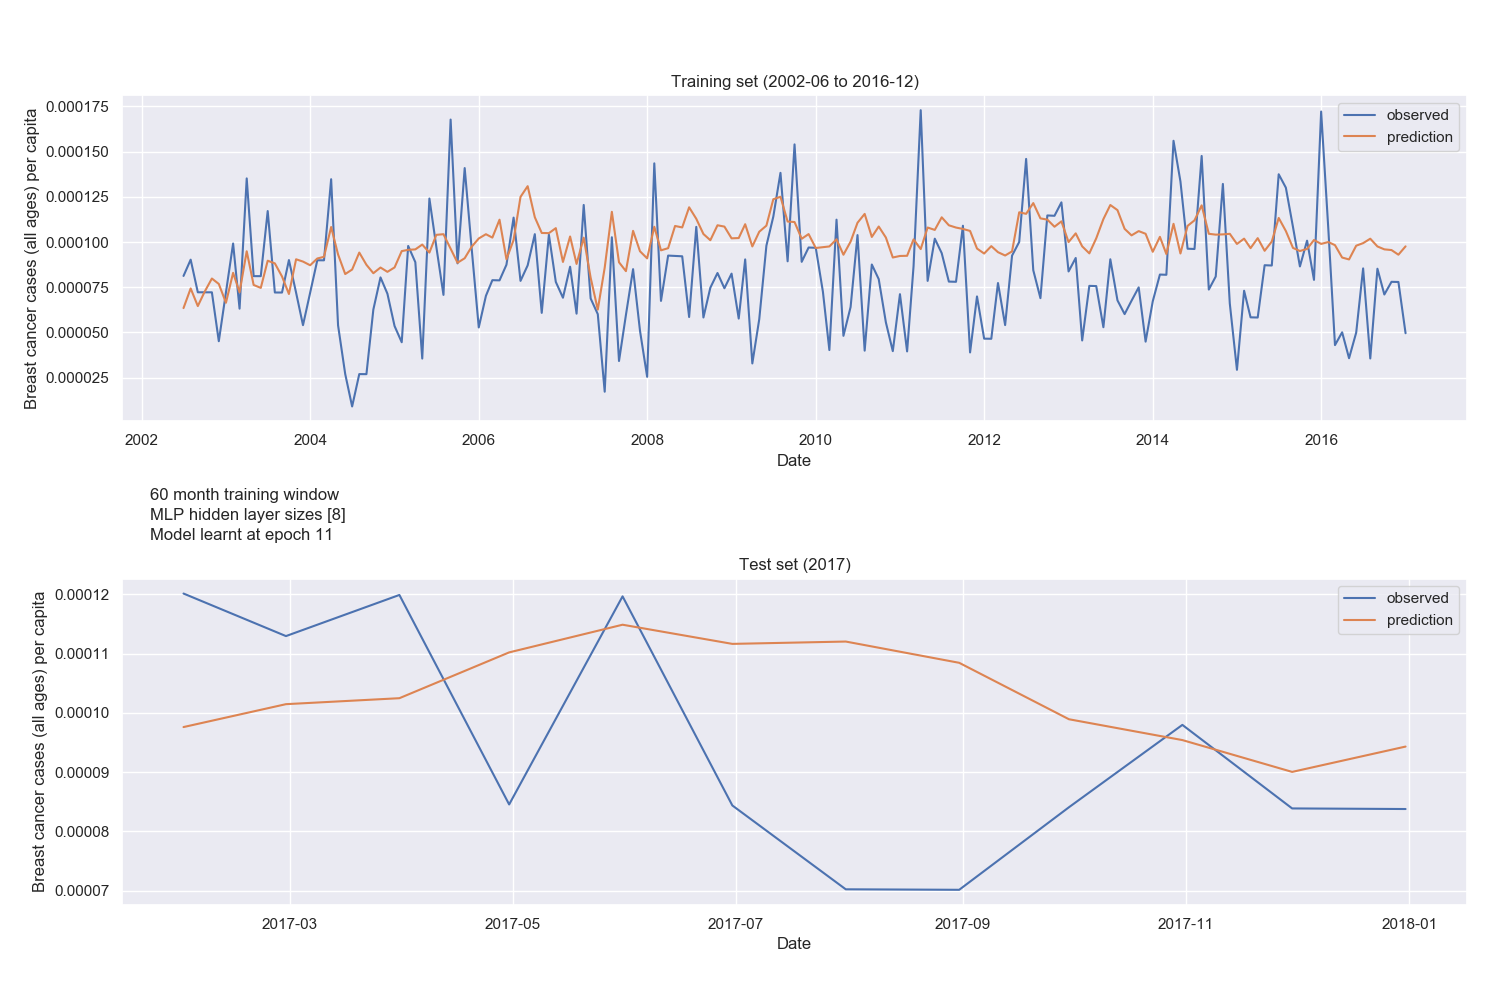 Training set (2002-06 to 2016-12)
Breast cancer cases (all ages) per capita
0.000175
0.000150
0.000125
0.000100
0.000075
0.000050
0.000025
observed
prediction
2002 2004 2006 2008 2010 2012 2014 2016
Date
60 month training window
MLP hidden layer sizes [8]
Model learnt at epoch 11
Test set (2017)
Breast cancer cases (all ages) per capita
0.00012
0.00011
0.00010
0.00009
0.00008
0.00007
observed
prediction
2017-03 2017-05 2017-07 2017-09 2017-11 2018-01
Date